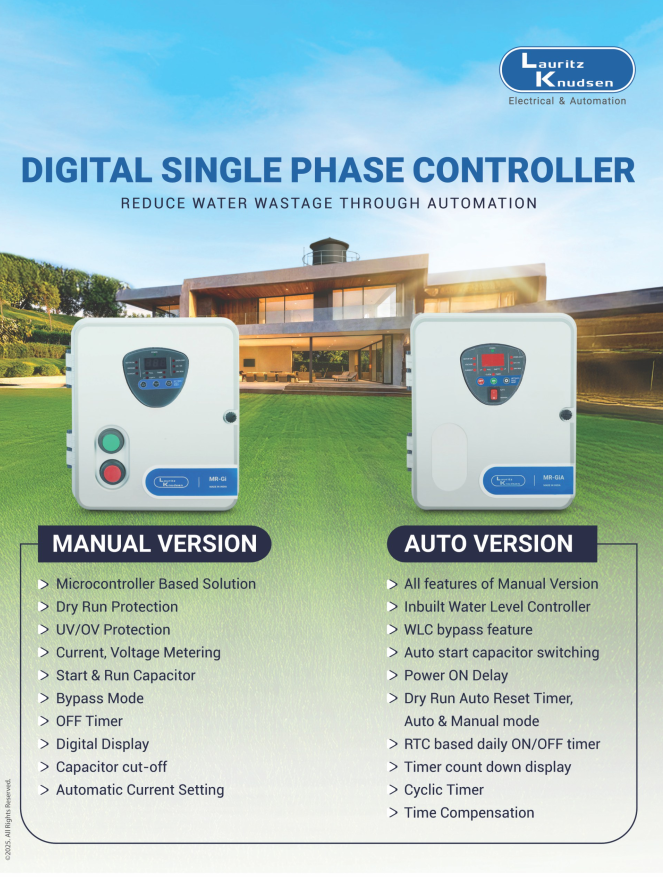 Lauritz
Knudsen
Electrical & Automation
DIGITAL SINGLE PHASE CONTROLLER
REDUCE WATER WASTAGE THROUGH AUTOMATION
Lauritz
Knudsen
MR-Gi
Lauritz
Knudsen
MR-GIA
MANUAL VERSION
> Microcontroller Based Solution
> Dry Run Protection
> UV/OV Protection
> Current, Voltage Metering
> Start & Run Capacitor
> Bypass Mode
> OFF Timer
> Digital Display
> Capacitor cut-off
> Automatic Current Setting
AUTO VERSION
> All features of Manual Version
> Inbuilt Water Level Controller
> WLC bypass feature
> Auto start capacitor switching
> Power ON Delay
> Dry Run Auto Reset Timer,
Auto & Manual mode
> RTC based daily ON/OFF timer
> Timer count down display
> Cyclic Timer
> Time Compensation
©2025. All Rights Reserved.